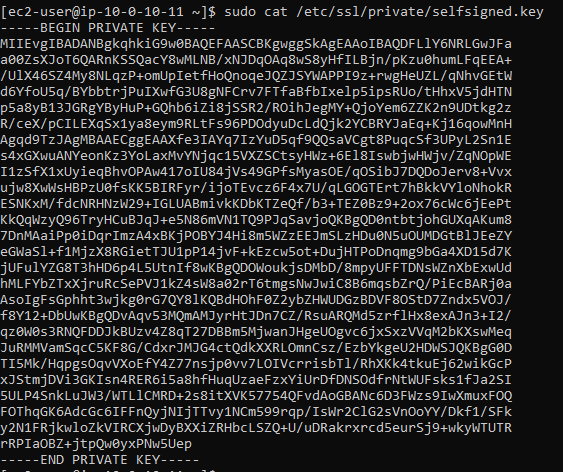 [ec2-user@ip-10-0-10-11 ~]$ sudo cat /etc/ssl/private/selfsigned.key
-----BEGIN PRIVATE KEY-----
MIIEvgIBADANBgkqhkiG9w0BAQEFAASCBKgwggSkAgEAAoIBAQDFLlY6NRLGwJFa
a00ZsXJoT6QARnKSSQacY8wMLNB/xNJDqOAq8wS8yHfILBjn/pKzu0humLFqEEA+
/UlX46SZ4My8NLqzP+omUpIetfHoQnoqeJQZJSYWAPPI9z+rwgHeUZL/qNhvGEtW
d6YfoU5q/BYbbtrjPuIXwfG3U8gNFCrv7FTfaBfbIxelp5ipsRUo/tHhxV5jdHTN
p5a8yB13JGRgYByHuP+GQhb6iZi8jSSR2/ROihJegMY+QjoYem6ZZK2n9UDtkg2z
R/ceX/pCILEXqSx1ya8eym9RLtFs96PDOdyuDcLdQjk2YCBRYJaEq+Kj16qowMnH
Agqd9TzJAgMBAAECggEAAXfe3IAYq7IzYuD5qf9QQsaVCgt8PuqcSf3UPyL2Sn1E
s4xGXwuANYeonKz3YoLaxMvYNjqc15VXZSCtsyHWz+6El8IswbjwHWjv/ZqNOpWE
I1zSfX1xUyieqBhvOPAw417oIU84jVs49GPfsMyasOE/qOSibJ7DQDoJerv8+Vvx
ujw8XwWsHBPzU0fsKK5BIRFyr/ijoTEvcz6F4x7U/qLGOGTErt7hBkkVYloNhokR
ESNKxM/fdcNRHNzW29+IGLUABmivkKDbKTZeQf/b3+TEZ0Bz9+2ox76cWc6jEePt
KkQqWzyQ96TryHCuBJqJ+e5N86mVN1TQ9PJqSavjoQKBgQD0ntbtjohGUXqAKum8
7DnMAaiPp0iDqrImzA4xBKjPOBYJ4Hi8m5WZzEEJmSLzHDu0N5uOUMDGtBlJEeZY
eGWaSl+f1MjzX8RGietTJU1pP14jvF+kEzcw5ot+DujHTPoDnqmg9bGa4XD15d7K
jUFulYZG8T3hHD6p4L5UtnIf8wKBgQDOWoukjsDMbD/8mpyUFFTDNsWZnXbExwUd
hMLFYbZTxXjruRcSePVJ1kZ4sW8a02rT6tmgsNwJwiC8B6mqsbZrQ/PiEcBARj0a
AsoIgFsGphht3wjkg0rG7QY8lKQBdHOhF0Z2ybZHWUDGzBDVF8OStD7Zndx5VOJ/
f8Y12+DbUwKBgQDvAqv53MQmAMJyrHtJDn7CZ/RsuARQMd5zrflHx8exAJn3+I2/
qz0W0s3RNQFDDJkBUzv4Z8qT27DBBm5MjwanJHgeUOgvc6jxSxzVVqM2bKXswMeq
JuRMMVamSqcC5KF8G/CdxrJMJG4ctQdkXXRLOmnCsz/EzbYkgeU2HDWSJQKBgG0D
TI5Mk/HqpgsOqvVXoEfY4Z77nsjp0vv7LOIVcrrisbTl/RhXKk4tkuEj62wikGcP
xJStmjDVi3GKIsn4RER6i5a8hfHuqUzaeFzxYiUrDfDNSOdfrNtWUFsks1fJa2SI
5ULP4SnkLuJW3/WTLlCMRD+2s8itXVK57754QFvdAoGBANc6D3FWzs9IwXmuxFOQ
FOThqGK6AdcGc6IFFnQyjNIjTTvy1NCm599rqp/IsWr2ClG2sVnOoYY/Dkf1/SFk
y2N1FRjkwloZkVIRCXjwDyBXXiZRHbcLSZQ+U/uDRakrxrcd5eurSj9+wkyWTUTR
rRPIaOBZ+jtpQw0yxPNw5Uep
-----END PRIVATE KEY-----